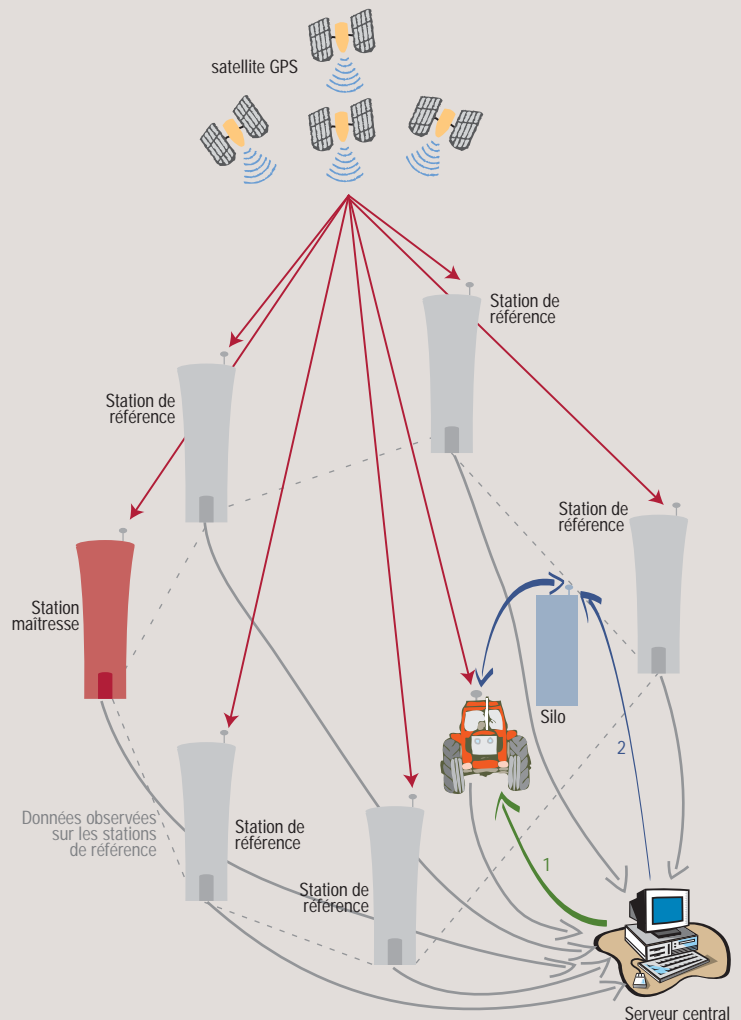 satellite GPS
Station de
référence
Station de
référence
Station de
référence
Station
maîtresse
Silo
2
Données observées
sur les stations
de référence
Station de
référence
1
Station de
référence
Serveur central